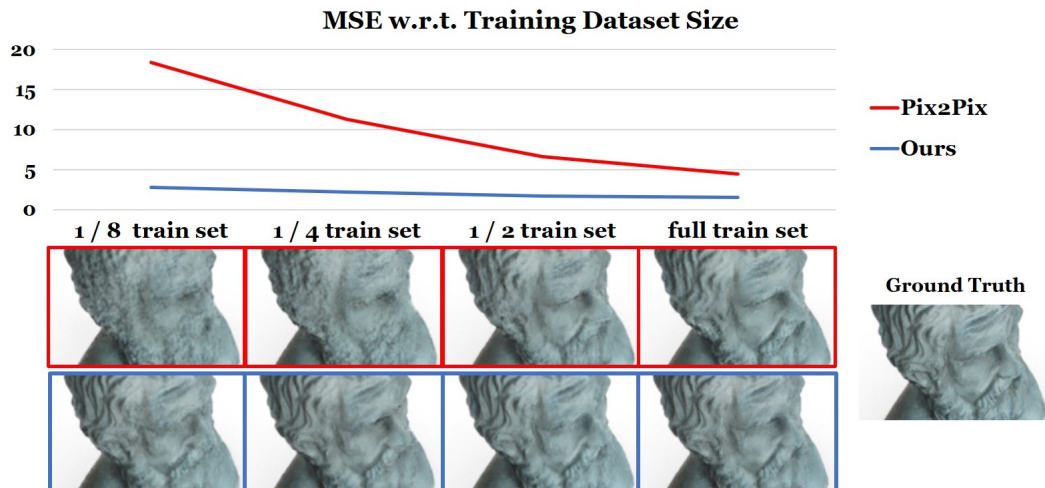 MSE w.r.t. Training Dataset Size
20
15
10
5
0
Pix2Pix
Ours
1 / 8 train set
1 / 4 train set
1 / 2 train set
full train set
Ground Truth